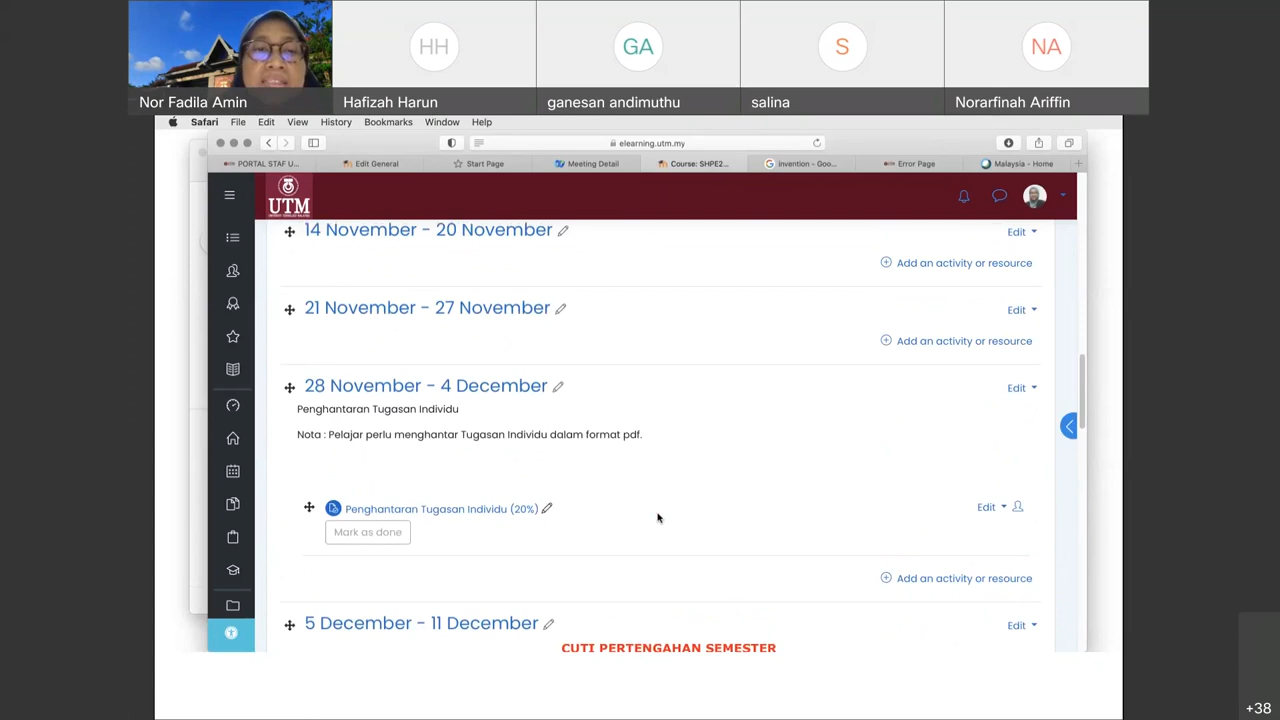 HH
GA
S
NA
Nor Fadila Amin
Hafizah Harun
ganesan andimuthu
salina
Norarfinah Ariffin
Safari File Edit View History Bookmarks Window Help
elearning.utm.my
PORTAL STAF U...
Edit General
Start Page
Meeting Detail
Course: SHPE2...
invention - Goo...
Error Page
Malaysia - Home
UTM
14 November - 20 November
Edit
Add an activity or resource
21 November - 27 November
Edit
Add an activity or resource
28 November - 4 December
Edit
Penghantaran Tugasan Individu
Nota : Pelajar perlu menghantar Tugasan Individu dalam format pdf.
Penghantaran Tugasan Individu (20%)
Edit
Mark as done
Add an activity or resource
5 December - 11 December
Edit
CUTI PERTENGAHAN SEMESTER
+38